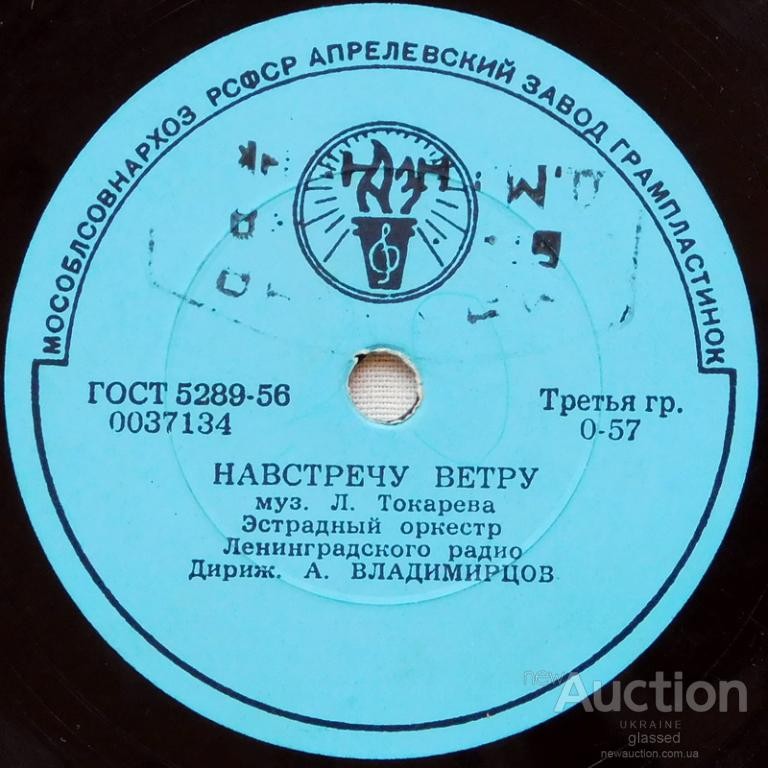 МОСОБЛСОВНАРХОЗ РСФСР АПРЕЛЕВСКИЙ ЗАВОД ГРАМПЛАСТИНОК
ГОСТ 5289-56
0037134
Третья гр.
0-57
НАВСТРЕЧУ ВЕТРУ
муз. Л. Токарева
Эстрадный оркестр
Ленинградского радио
Дириж. А. ВЛАДИМИРЦОВ
new
Auction
UKRAINE
glassed
newauction.com.ua